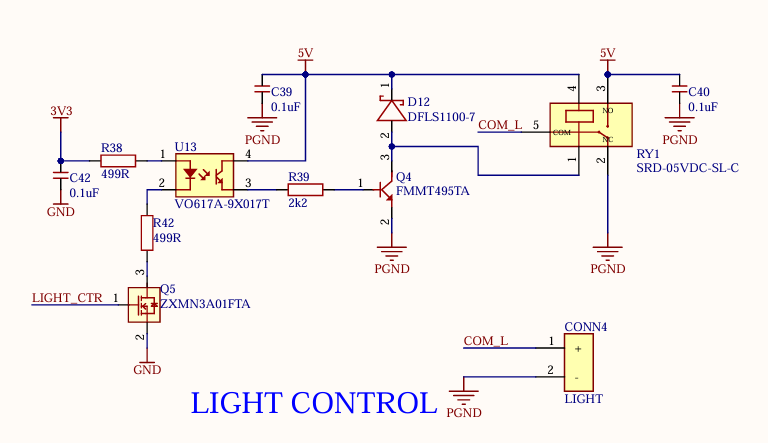 5V
5V
C39
0.1uF
PGND
1
D12
DFLS1100-7
2
4
3
C40
0.1uF
PGND
NO
COM_L 5
COM
NC
1
2
RY1
SRD-05VDC-SL-C
3V3
R38
499R
1
U13
4
C42
0.1uF
GND
2
3
VO617A-9X017T
R39
2k2
3
1
Q4
FMMT495TA
2
PGND
PGND
R42
499R
3
Q5
LIGHT_CTR 1
ZXMN3A01FTA
2
GND
CONN4
COM_L
1
+
2
-
LIGHT
PGND
LIGHT CONTROL